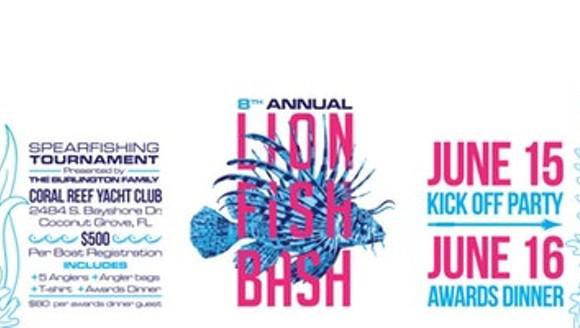 SPEARFISHING
TOURNAMENT
Presented by
THE BURLINGTON FAMILY
CORAL REEF YACHT CLUB
2484 S. Bayshore Dr.
Coconut Grove, FL
$500
Per Boat Registration
INCLUDES
+5 Anglers +Angler bags
+T-shirt +Awards Dinner
$80 per awards dinner guest
8TH ANNUAL
LION
FISH
BASH
JUNE 15
KICK OFF PARTY
JUNE 16
AWARDS DINNER